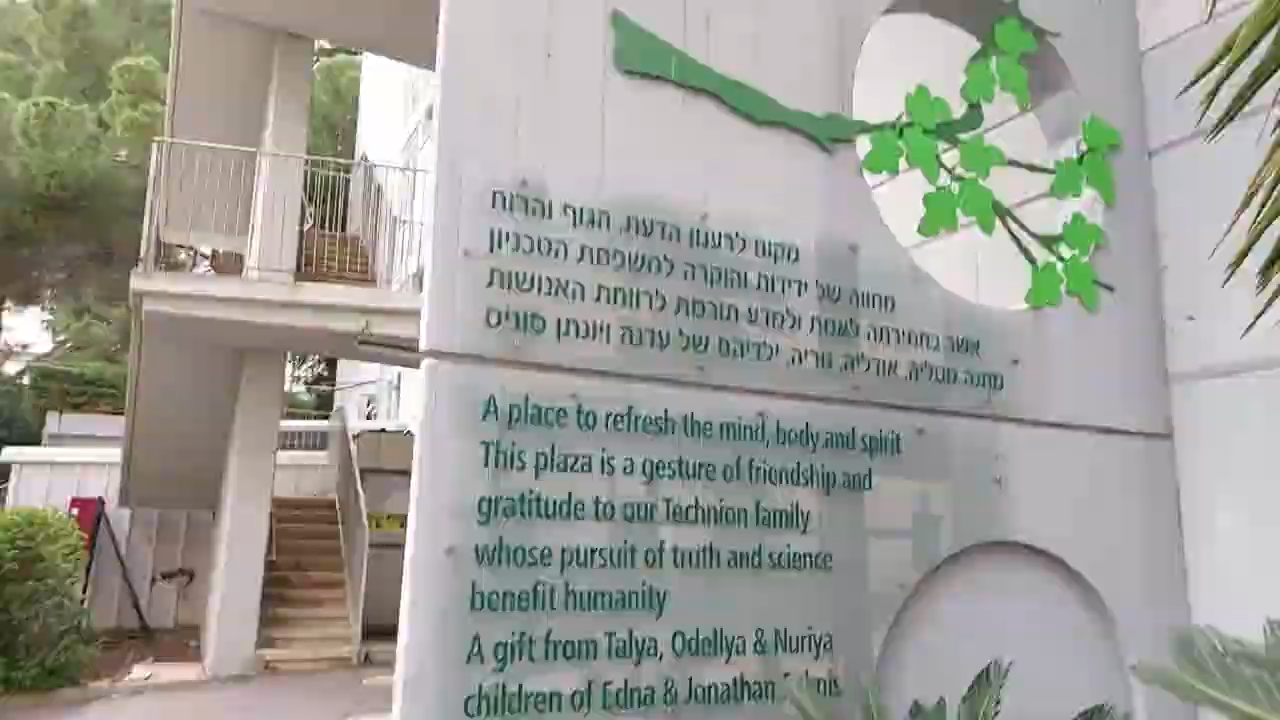 מקום לרענון הדעת, הגוף והרוח
מחווה של ידידות והוקרה למשפחת הטכניון
אשר בחתירתה לאמת ולמדע תורמת לרווחת האנושות
מתנה מטליה, אודליה, נוריה, ילדיהם של עדנה ויונתן סוניס
A place to refresh the mind, body and spirit
This plaza is a gesture of friendship and
gratitude to our Technion family
whose pursuit of truth and science
benefit humanity
A gift from Talya, Odellya & Nuriya
children of Edna & Jonathan